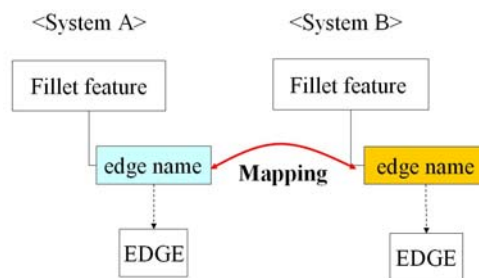 <System A>
<System B>
Fillet feature
Fillet feature
edge name
Mapping
edge name
EDGE
EDGE